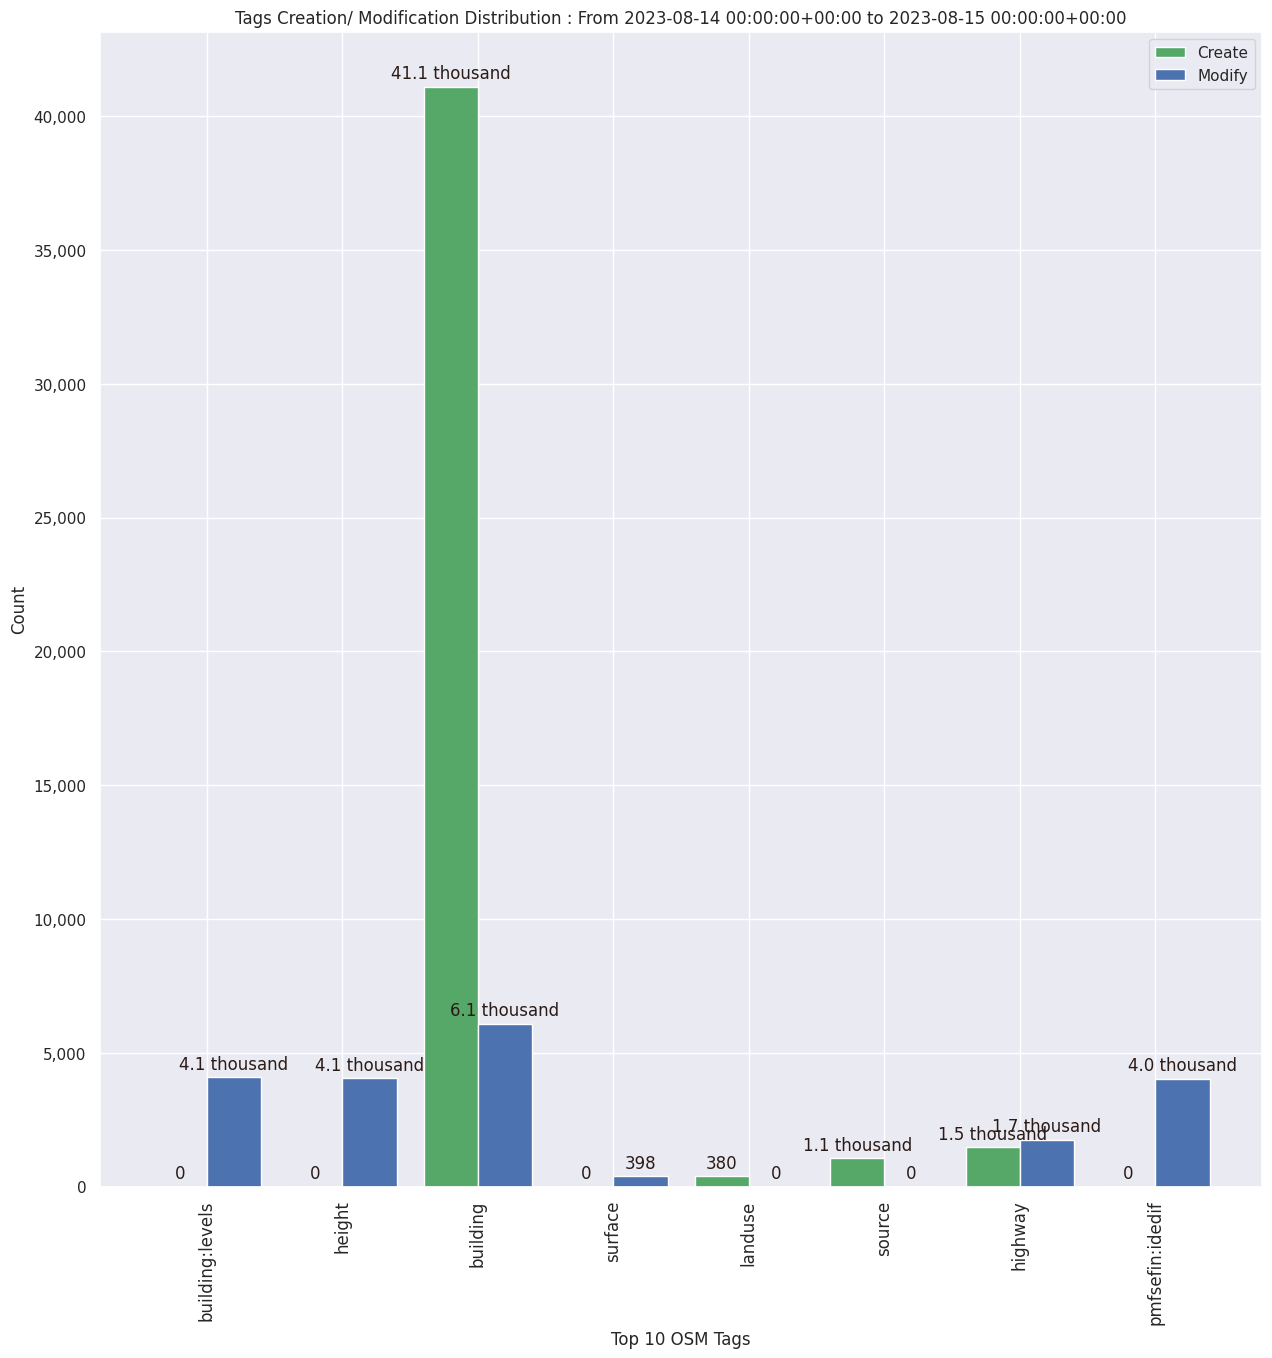 Tags Creation/ Modification Distribution : From 2023-08-14 00:00:00+00:00 to 2023-08-15 00:00:00+00:00
Create
Modify
41.1 thousand
40,000
35,000
30,000
25,000
20,000
15,000
10,000
5,000
0
Count
6.1 thousand
4.1 thousand
4.1 thousand
4.0 thousand
1.7 thousand
1.5 thousand
1.1 thousand
0
0
0
398
380
0
0
0
building:levels
height
building
surface
landuse
source
highway
pmfsefin:idedif
Top 10 OSM Tags